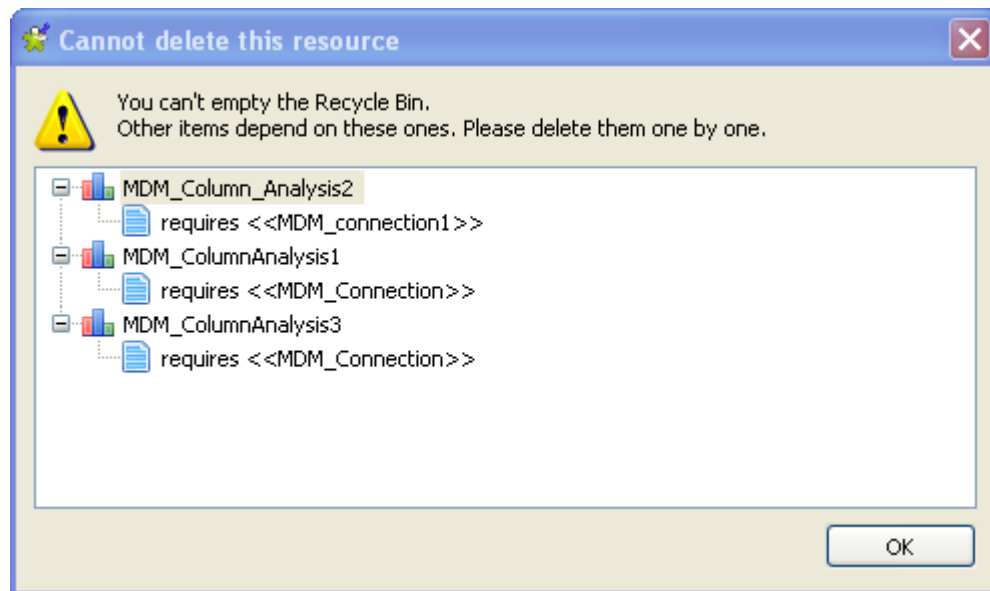 Cannot delete this resource
You can't empty the Recycle Bin.
Other items depend on these ones. Please delete them one by one.
MDM_Column_Analysis2
requires <<MDM_connection1>>
MDM_ColumnAnalysis1
requires <<MDM_Connection>>
MDM_ColumnAnalysis3
requires <<MDM_Connection>>
OK